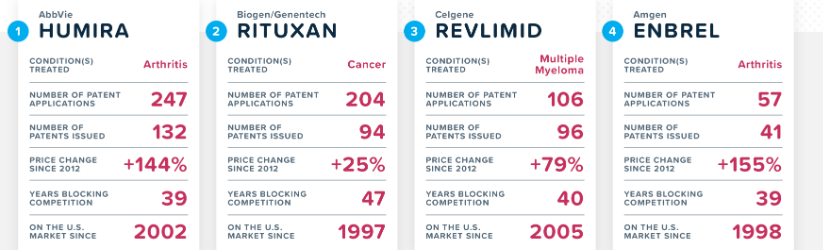 AbbVie
1 HUMIRA
CONDITION(S)
TREATED Arthritis
NUMBER OF PATENT
APPLICATIONS 247
NUMBER OF
PATENTS ISSUED 132
PRICE CHANGE
SINCE 2012 +144%
YEARS BLOCKING
COMPETITION 39
ON THE U.S.
MARKET SINCE 2002
Biogen/Genentech
2 RITUXAN
CONDITION(S)
TREATED Cancer
NUMBER OF PATENT
APPLICATIONS 204
NUMBER OF
PATENTS ISSUED 94
PRICE CHANGE
SINCE 2012 +25%
YEARS BLOCKING
COMPETITION 47
ON THE U.S.
MARKET SINCE 1997
Celgene
3 REVLIMID
CONDITION(S)
TREATED
Multiple
Myeloma
NUMBER OF PATENT
APPLICATIONS 106
NUMBER OF
PATENTS ISSUED 96
PRICE CHANGE
SINCE 2012 +79%
YEARS BLOCKING
COMPETITION 40
ON THE U.S.
MARKET SINCE 2005
Amgen
4 ENBREL
CONDITION(S)
TREATED Arthritis
NUMBER OF PATENT
APPLICATIONS 57
NUMBER OF
PATENTS ISSUED 41
PRICE CHANGE
SINCE 2012 +155%
YEARS BLOCKING
COMPETITION 39
ON THE U.S.
MARKET SINCE 1998